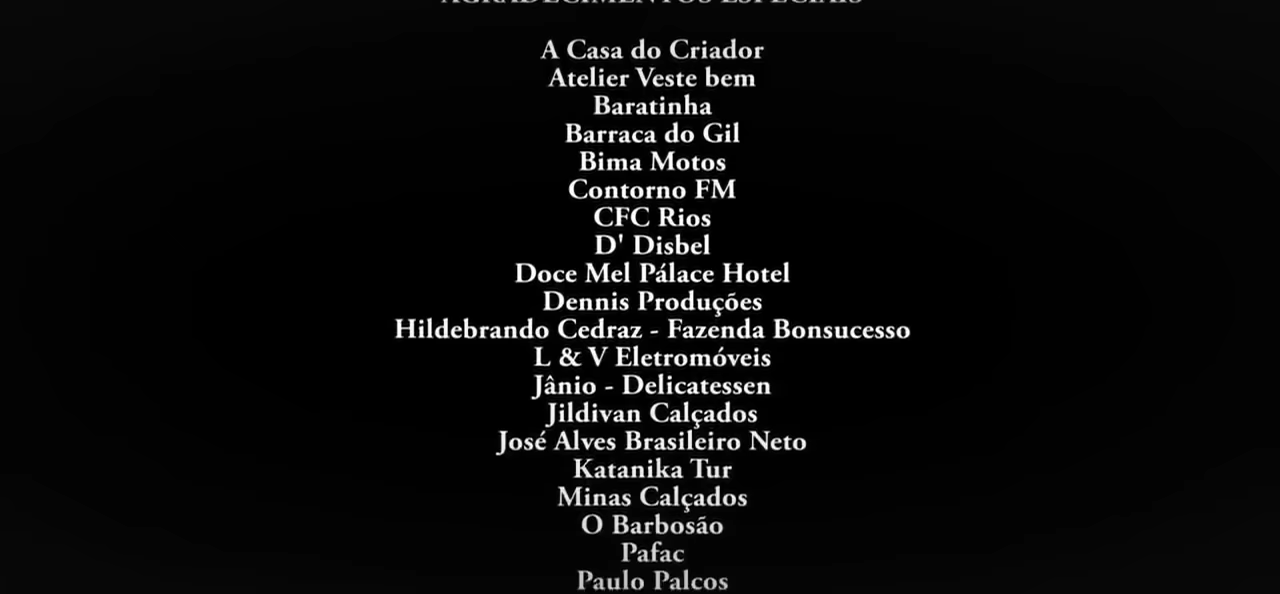 AGRADECIMENTOS ESPECIAIS
A Casa do Criador
Atelier Veste bem
Baratinha
Barraca do Gil
Bima Motos
Contorno FM
CFC Rios
D' Disbel
Doce Mel Pálace Hotel
Dennis Produções
Hildebrando Cedraz - Fazenda Bonsucesso
L & V Eletromóveis
Jânio - Delicatessen
Jildivan Calçados
José Alves Brasileiro Neto
Katanika Tur
Minas Calçados
O Barbosão
Pafac
Paulo Palcos